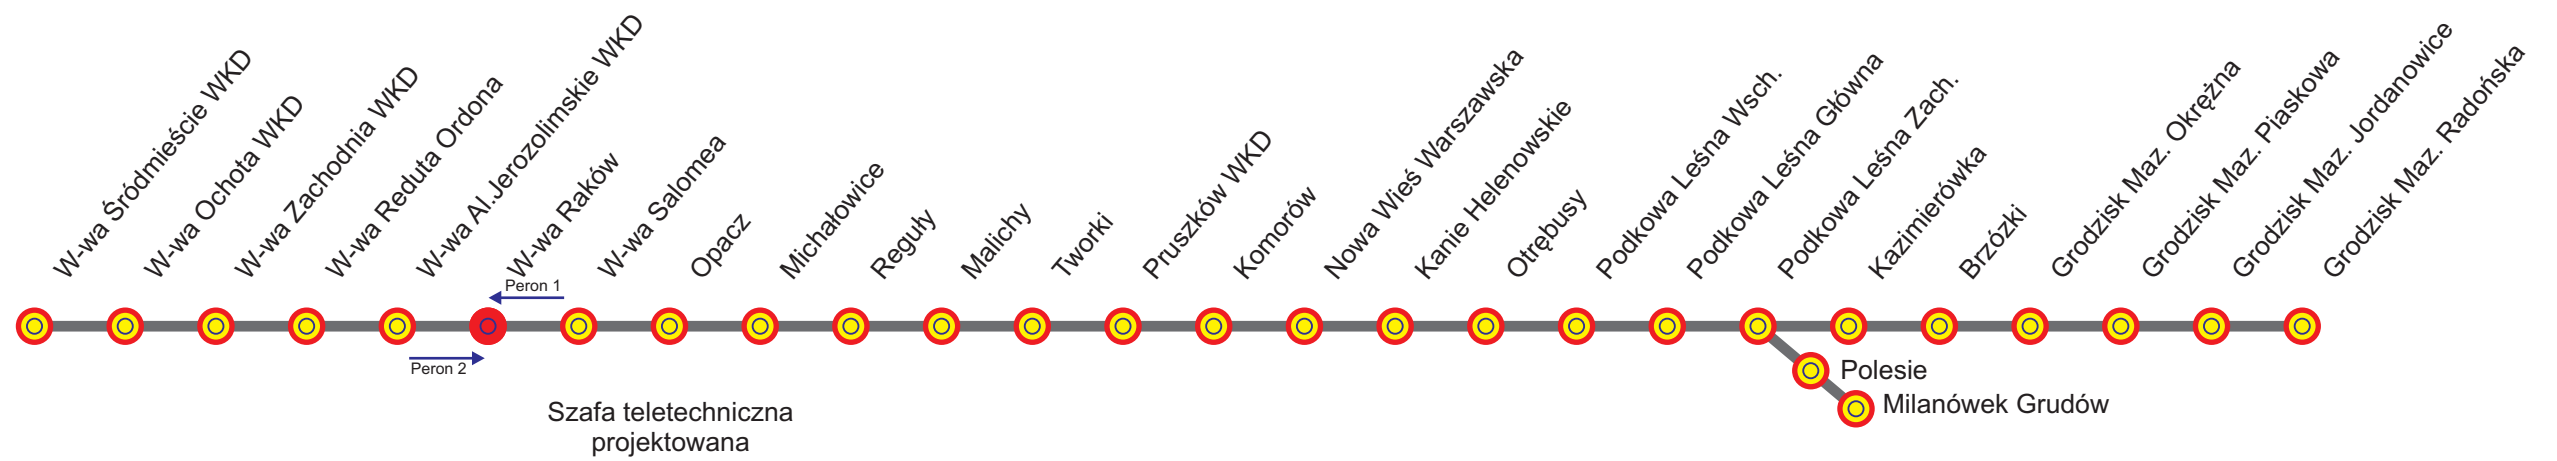 W-wa Śródmieście WKD
W-wa Ochota WKD
W-wa Zachodnia WKD
W-wa Reduta Ordona
W-wa Al.Jerozolimskie WKD
W-wa Raków
W-wa Salomea
Opacz
Michałowice
Reguły
Malichy
Tworki
Pruszków WKD
Komorów
Nowa Wieś Warszawska
Kanie Helenowskie
Otrębusy
Podkowa Leśna Wsch.
Podkowa Leśna Główna
Podkowa Leśna Zach.
Kazimierówka
Brzózki
Grodzisk Maz. Okrężna
Grodzisk Maz. Piaskowa
Grodzisk Maz. Jordanowice
Grodzisk Maz. Radońska
Peron 1
Peron 2
Polesie
Milanówek Grudów
Szafa teletechniczna
projektowana